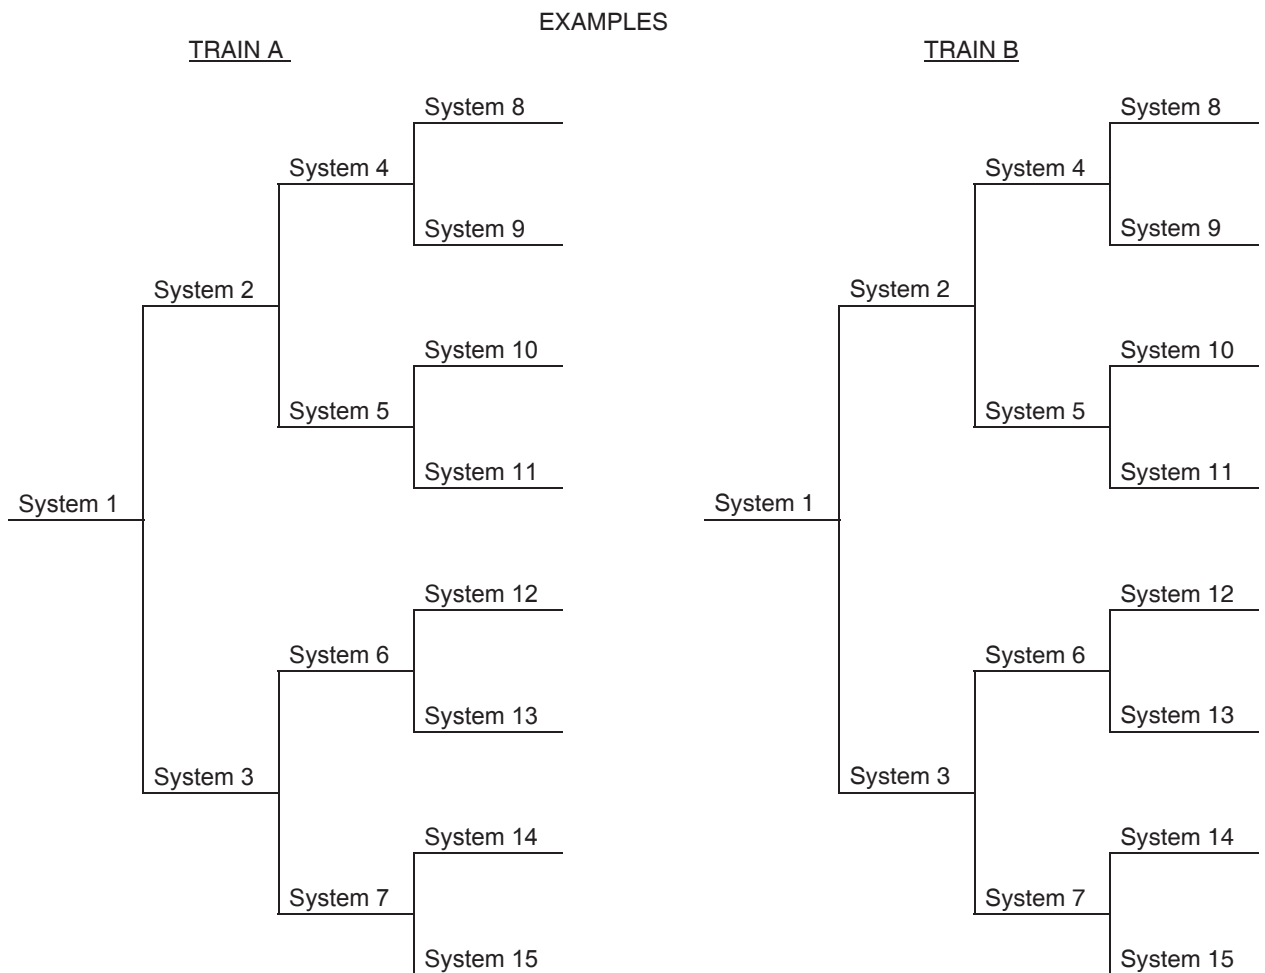 EXAMPLES
TRAIN A
TRAIN B
System 8
System 8
System 4
System 4
System 9
System 9
System 2
System 2
System 10
System 10
System 5
System 5
System 11
System 11
System 1
System 1
System 12
System 12
System 6
System 6
System 13
System 13
System 3
System 3
System 14
System 14
System 7
System 7
System 15
System 15